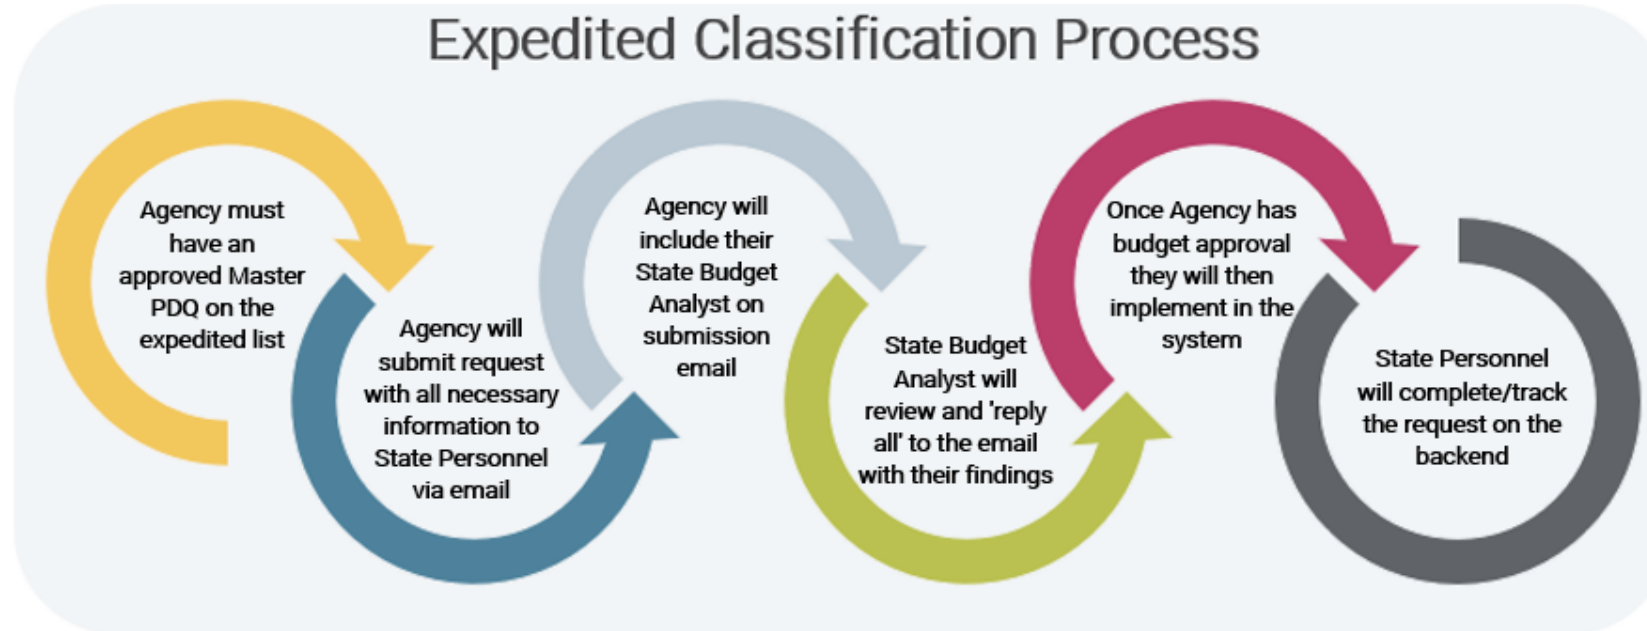 Expedited Classification Process
Agency must
have an
approved Master
PDQ on the
expedited list
Agency will
submit request
with all necessary
information to
State Personnel
via email
Agency will
include their
State Budget
Analyst on
submission
email
State Budget
Analyst will
review and 'reply
all' to the email
with their findings
Once Agency has
budget approval
they will then
implement in the
system
State Personnel
will complete/track
the request on the
backend